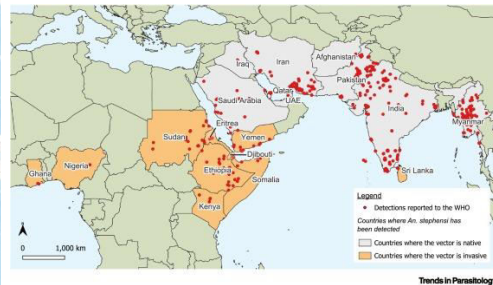 Afghanistan
Iran
Iraq
Pakistan
Qatar
UAE
Saudi Arabia
India
Myanmar
Eritrea
Sudan
Yemen
Djibouti
Nigeria
Ghana
Ethiopia
Sri Lanka
Somalia
Kenya
Legend
Detections reported to the WHO
Countries where An. stephensi has
been detected
Countries where the vector is native
Countries where the vector is invasive
N
0 1,000 km
Trends in Parasitology